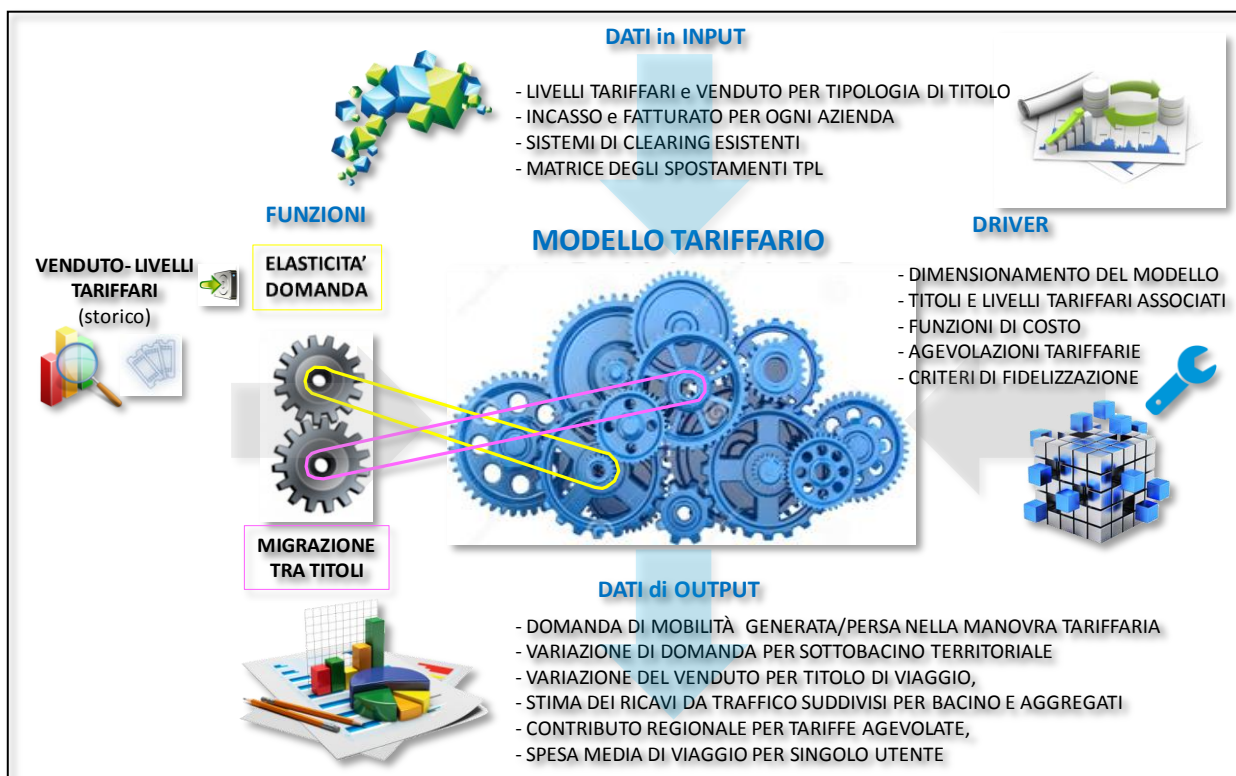 DATI in INPUT
- LIVELLI TARIFFARI e VENDUTO PER TIPOLOGIA DI TITOLO
- INCASSO e FATTURATO PER OGNI AZIENDA
- SISTEMI DI CLEARING ESISTENTI
- MATRICE DEGLI SPOSTAMENTI TPL
FUNZIONI
VENDUTO- LIVELLI
TARIFFARI
(storico)
ELASTICITA'
DOMANDA
MODELLO TARIFFARIO
DRIVER
- DIMENSIONAMENTO DEL MODELLO
- TITOLI E LIVELLI TARIFFARI ASSOCIATI
- FUNZIONI DI COSTO
- AGEVOLAZIONI TARIFFARIE
- CRITERI DI FIDELIZZAZIONE
MIGRAZIONE
TRA TITOLI
DATI di OUTPUT
- DOMANDA DI MOBILITÀ GENERATA/PERSA NELLA MANOVRA TARIFFARIA
- VARIAZIONE DI DOMANDA PER SOTTOBACINO TERRITORIALE
- VARIAZIONE DEL VENDUTO PER TITOLO DI VIAGGIO,
- STIMA DEI RICAVI DA TRAFFICO SUDDIVISI PER BACINO E AGGREGATI
- CONTRIBUTO REGIONALE PER TARIFFE AGEVOLATE,
- SPESA MEDIA DI VIAGGIO PER SINGOLO UTENTE